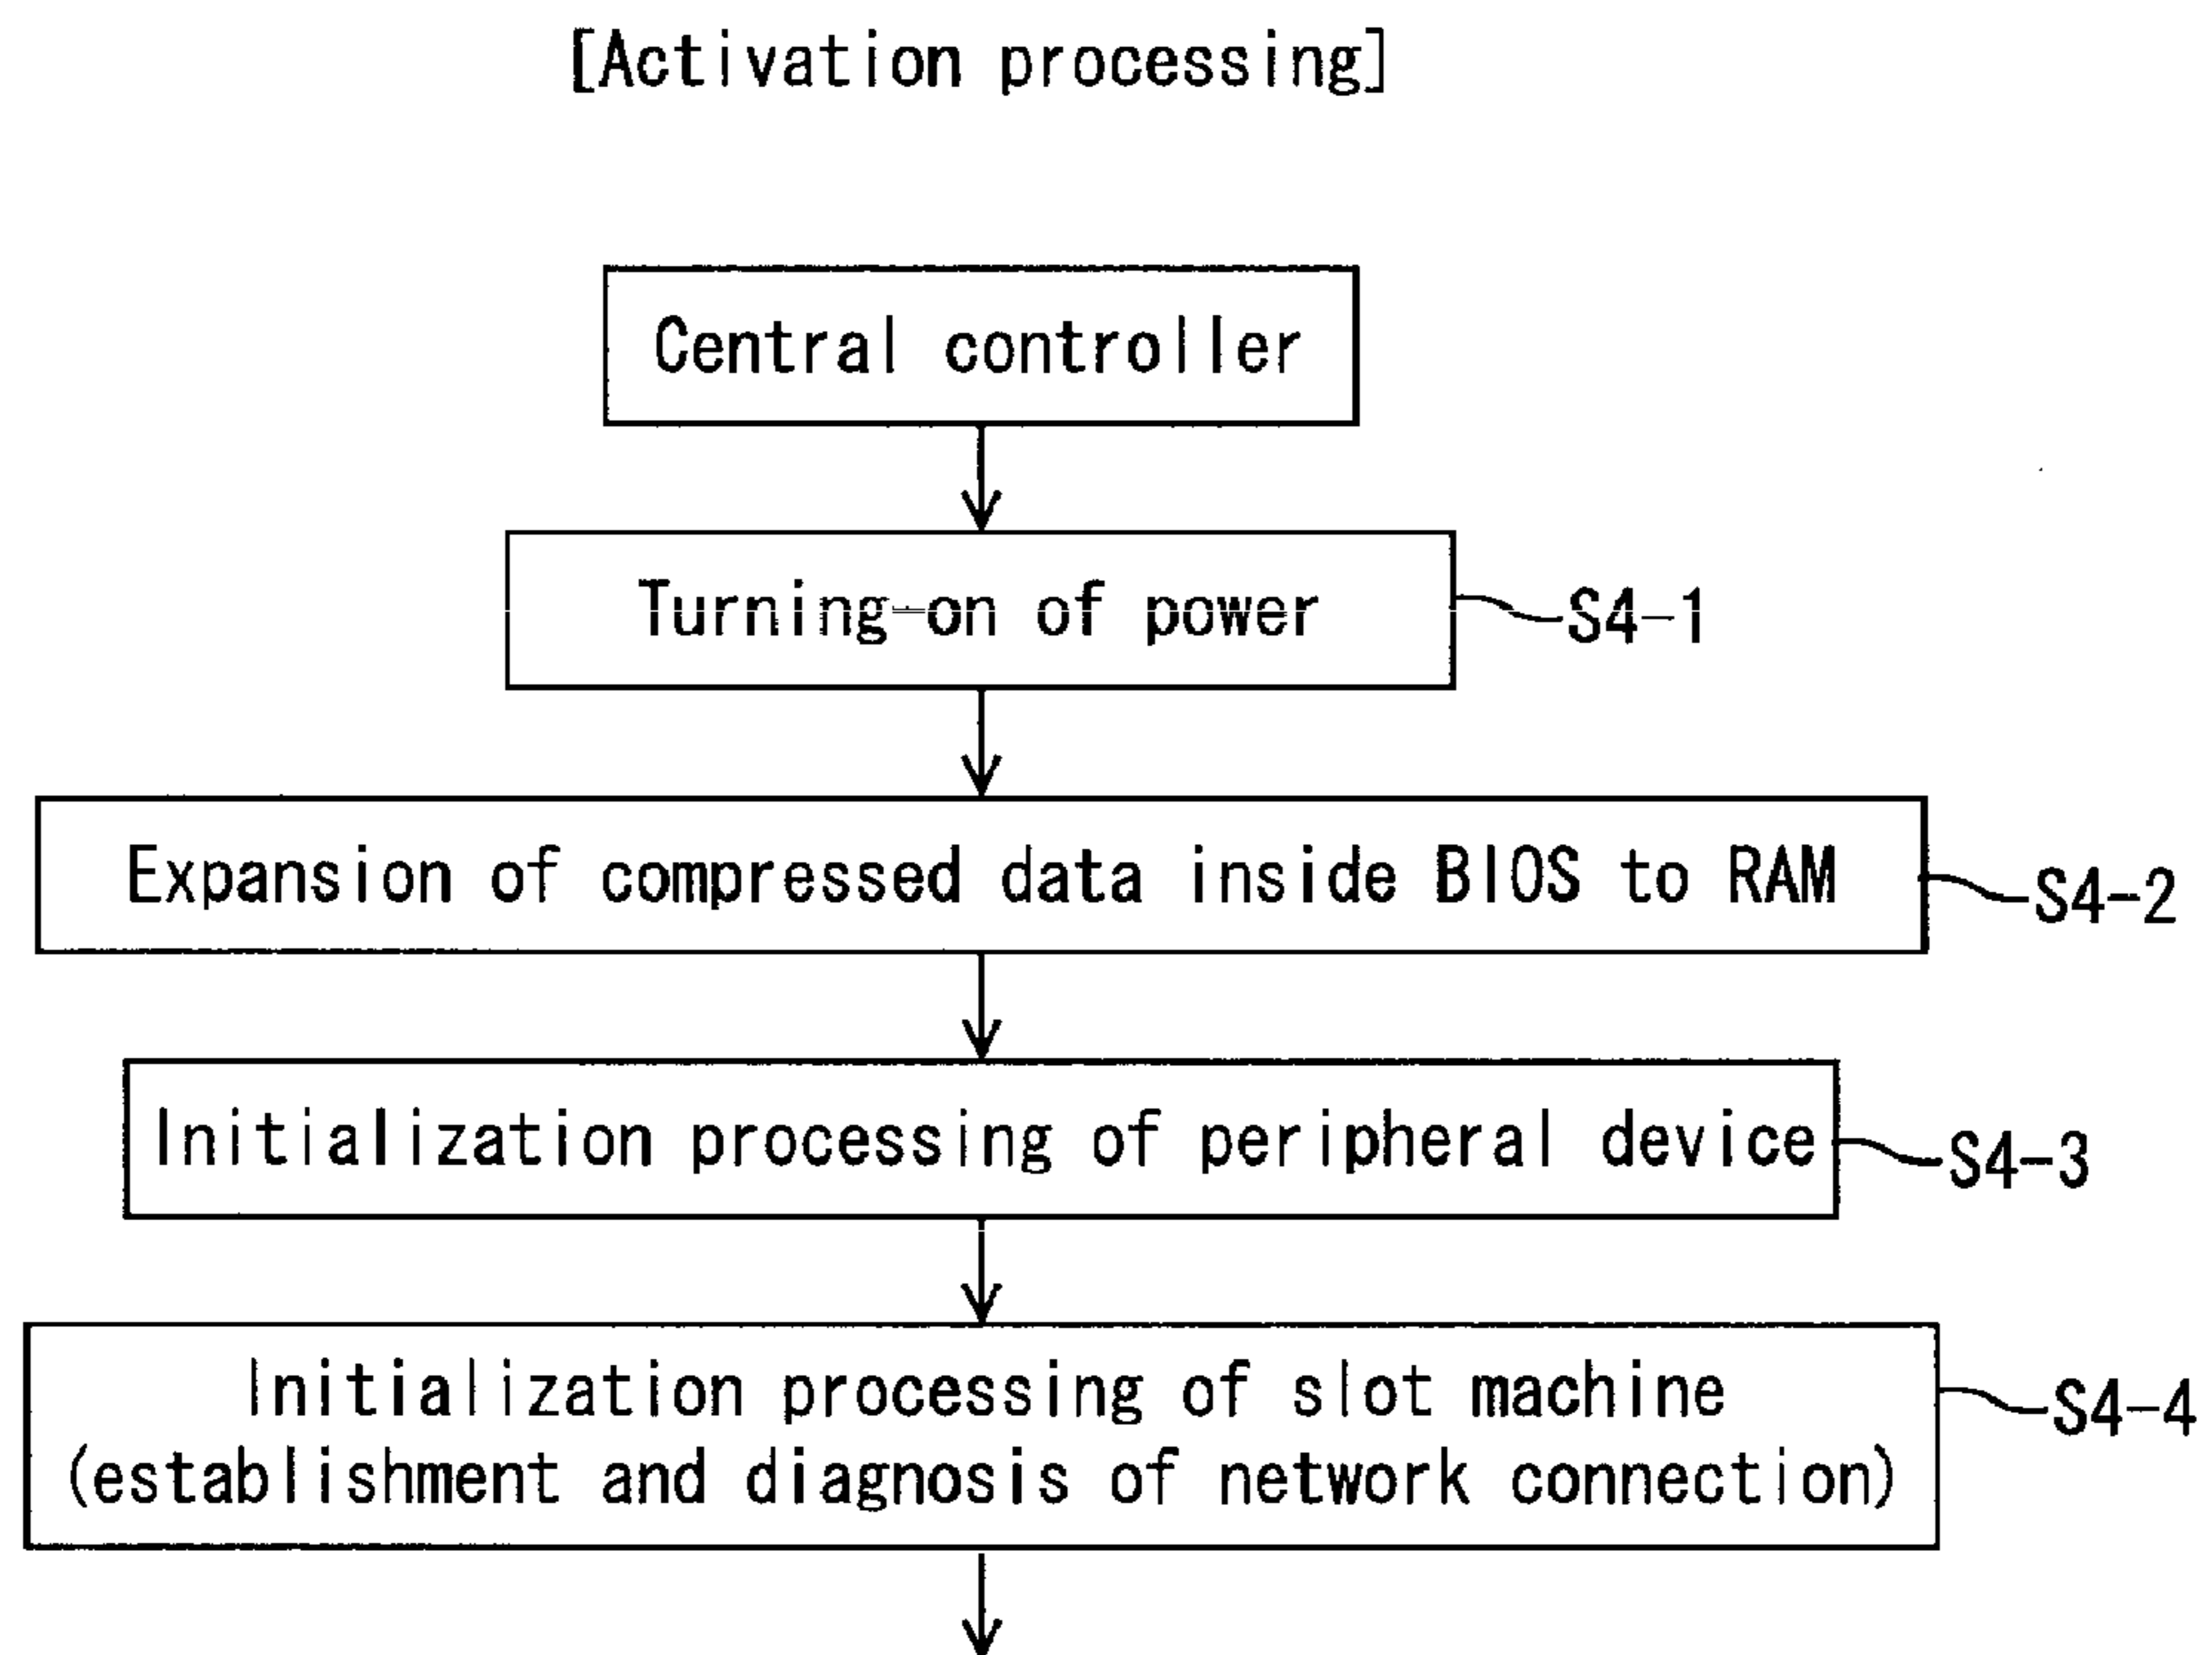 [Activation processing]
Central controller
Turning-on of power
S4-1
Expansion of compressed data inside BIOS to RAM
S4-2
Initialization processing of peripheral device
S4-3
Initialization processing of slot machine
(establishment and diagnosis of network connection)
S4-4